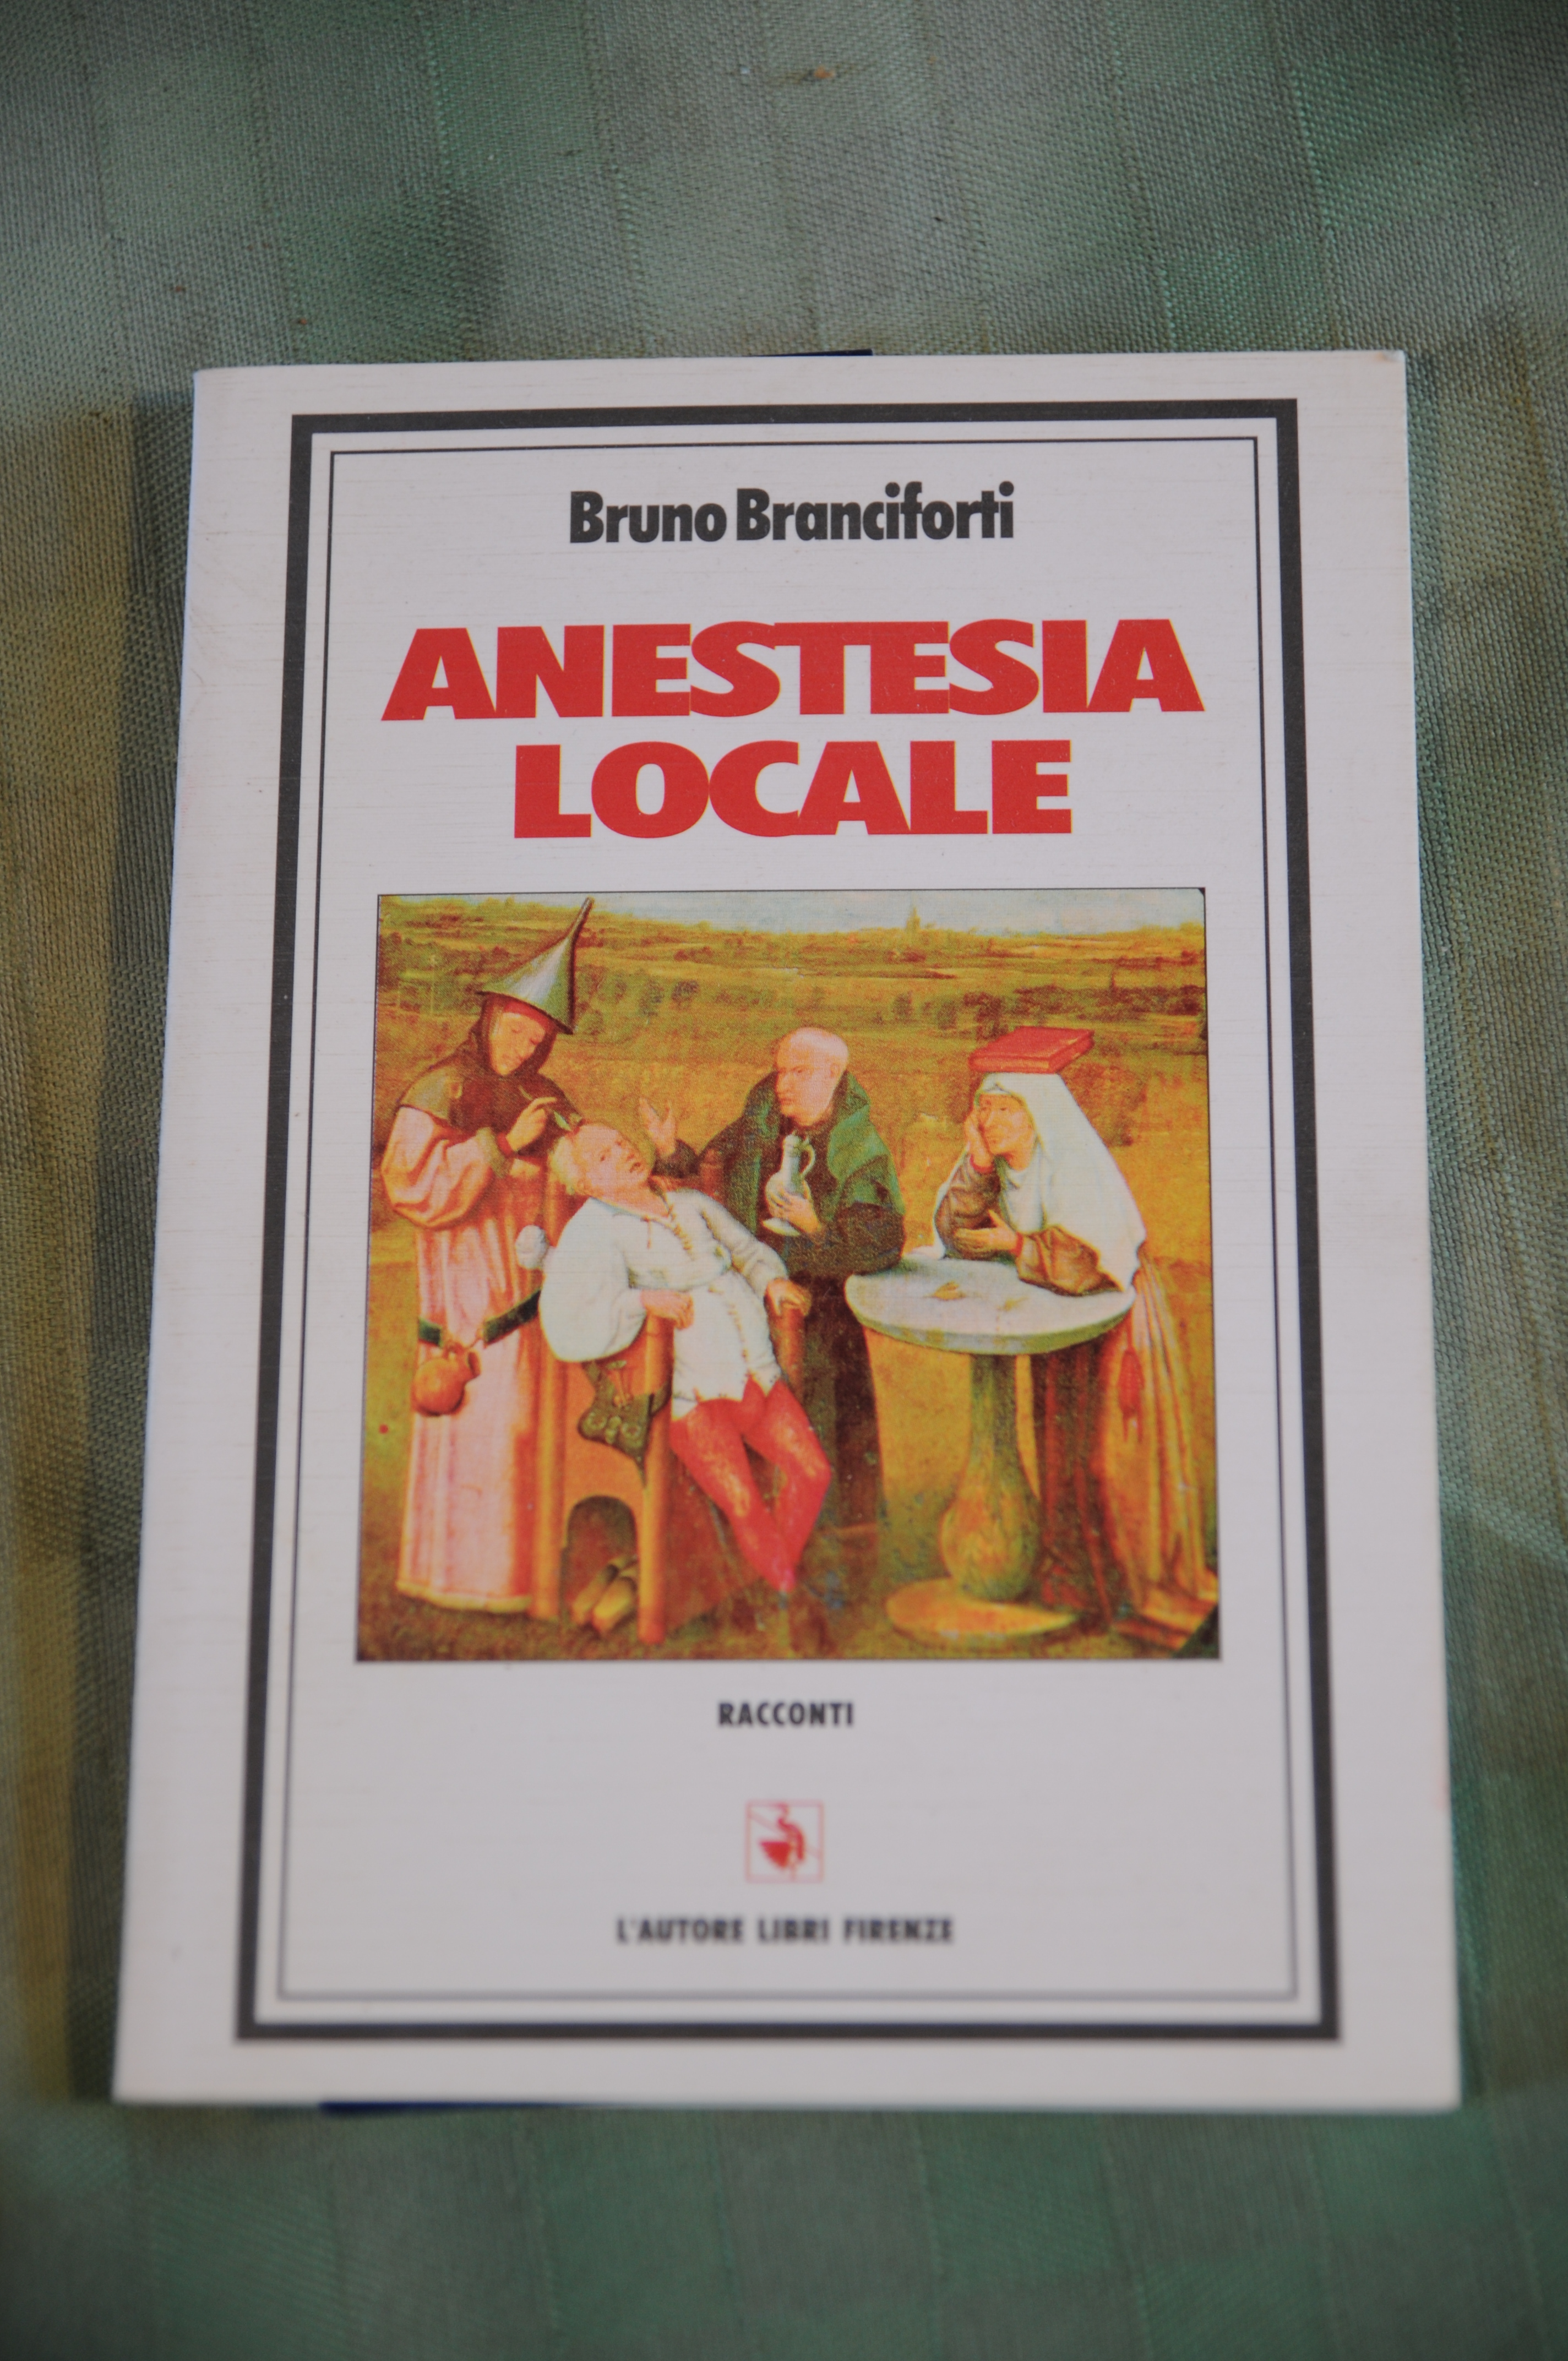 Bruno Branciforti
ANESTESIA
LOCALE
RACCONTI
L'AUTORE LIBRI FIRENZE